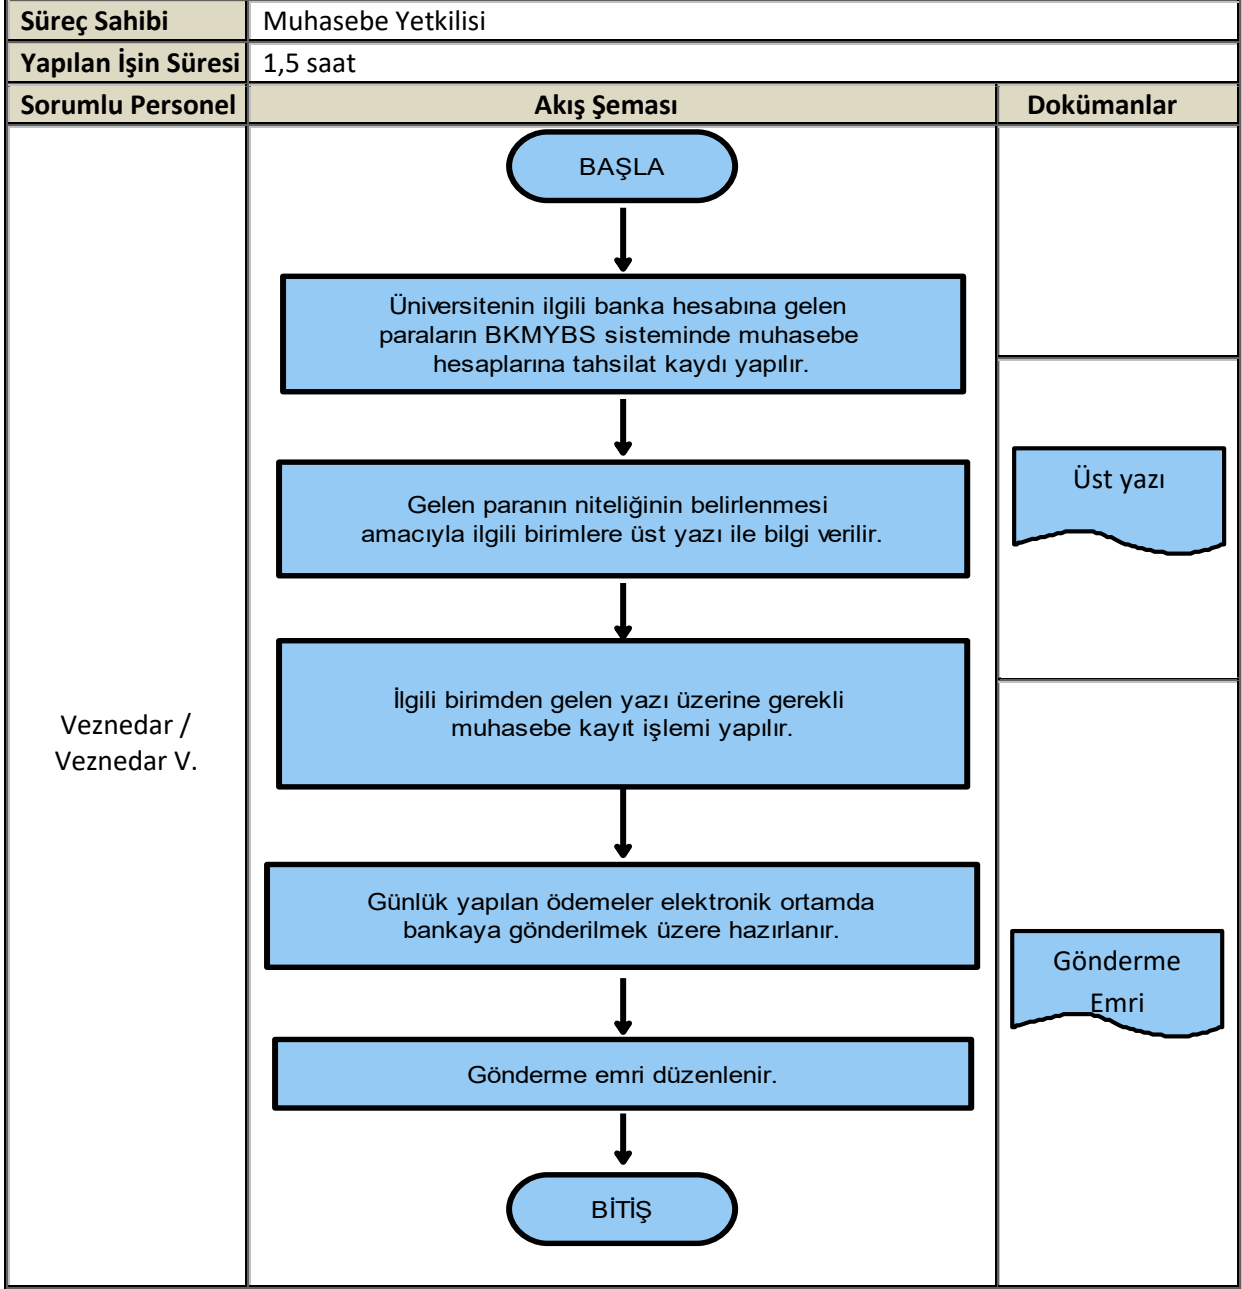 Süreç Sahibi
Muhasebe Yetkilisi
Yapılan İşin Süresi
1,5 saat
Sorumlu Personel
Akış Şeması
Dokümanlar
BAŞLA
Üniversitenin ilgili banka hesabına gelen
paraların BKMYBS sisteminde muhasebe
hesaplarına tahsilat kaydı yapılır.
Gelen paranın niteliğinin belirlenmesi
amacıyla ilgili birimlere üst yazı ile bilgi verilir.
Üst yazı
İlgili birimden gelen yazı üzerine gerekli
muhasebe kayıt işlemi yapılır.
Veznedar /
Veznedar V.
Günlük yapılan ödemeler elektronik ortamda
bankaya gönderilmek üzere hazırlanır.
Gönderme
Emri
Gönderme emri düzenlenir.
BİTİŞ